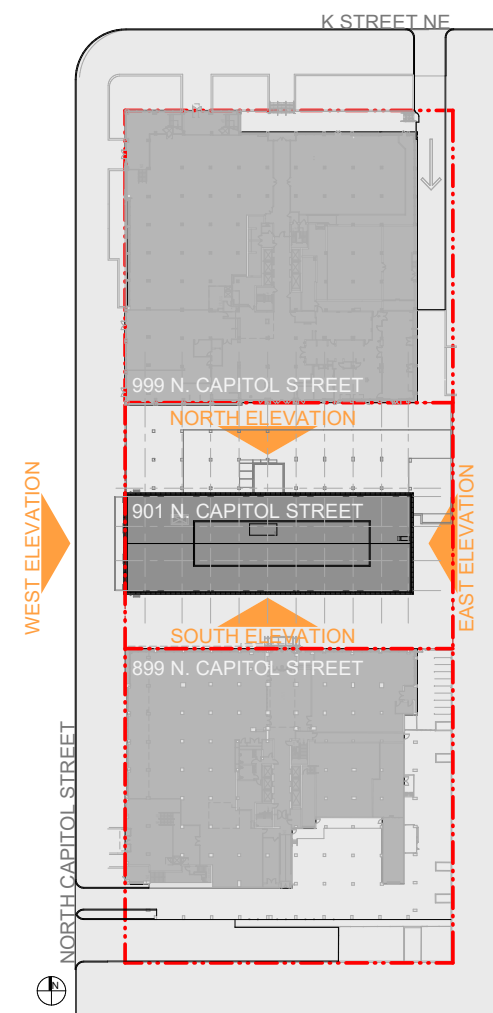 K STREET NE
999 N. CAPITOL STREET
NORTH ELEVATION
901 N. CAPITOL STREET
WEST ELEVATION
EAST ELEVATION
SOUTH ELEVATION
899 N. CAPITOL STREET
NORTH CAPITOL STREET
N